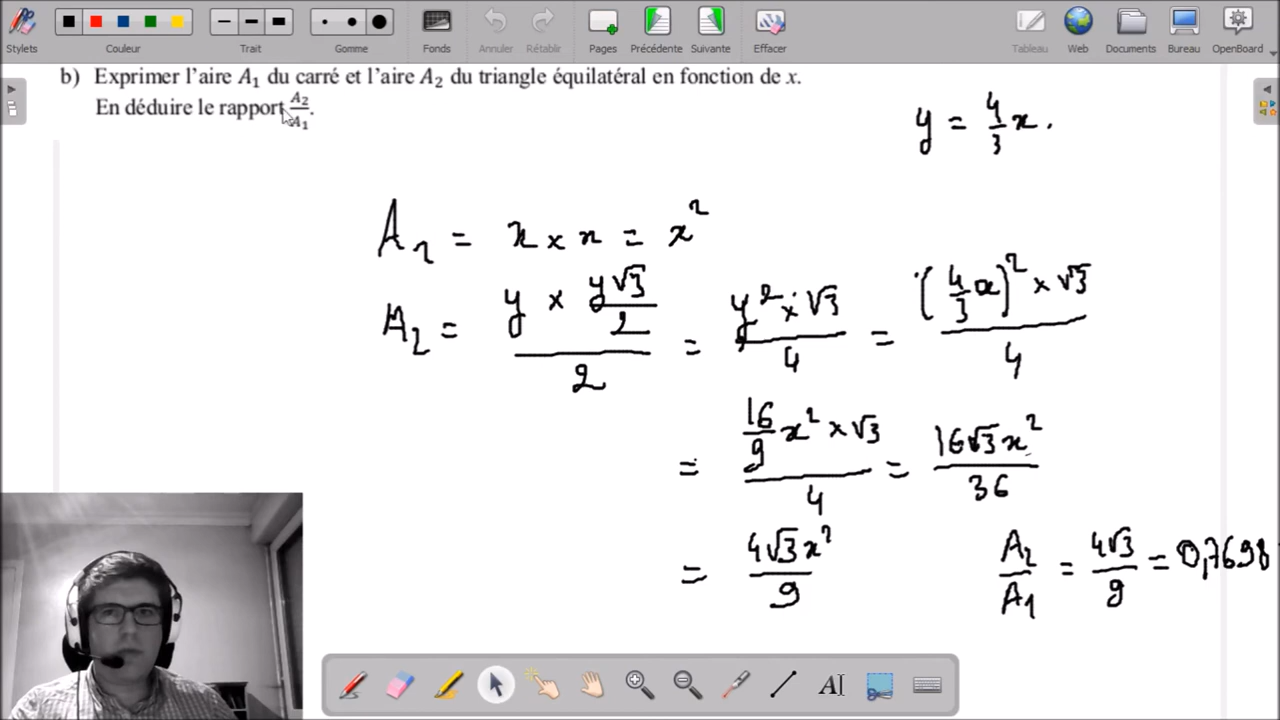 Stylets Couleur Trait Gomme Fonds Annuler Rétablir Pages Précédente Suivante Effacer Tableau Web Documents Bureau OpenBoard
b) Exprimer l'aire A₁ du carré et l'aire A₂ du triangle équilatéral en fonction de x.
En déduire le rapport A₂/A₁.
y = 4/3 x.
A₁ = x × x = x²
A₂ = (y × y√3/2)/2 = (y² × √3)/4 = ((4/3 x)² × √3)/4
= (16/9 x² × √3)/4 = 16√3x²/36
= 4√3x²/9
A₂/A₁ = 4√3/9 = 0,7698
AI